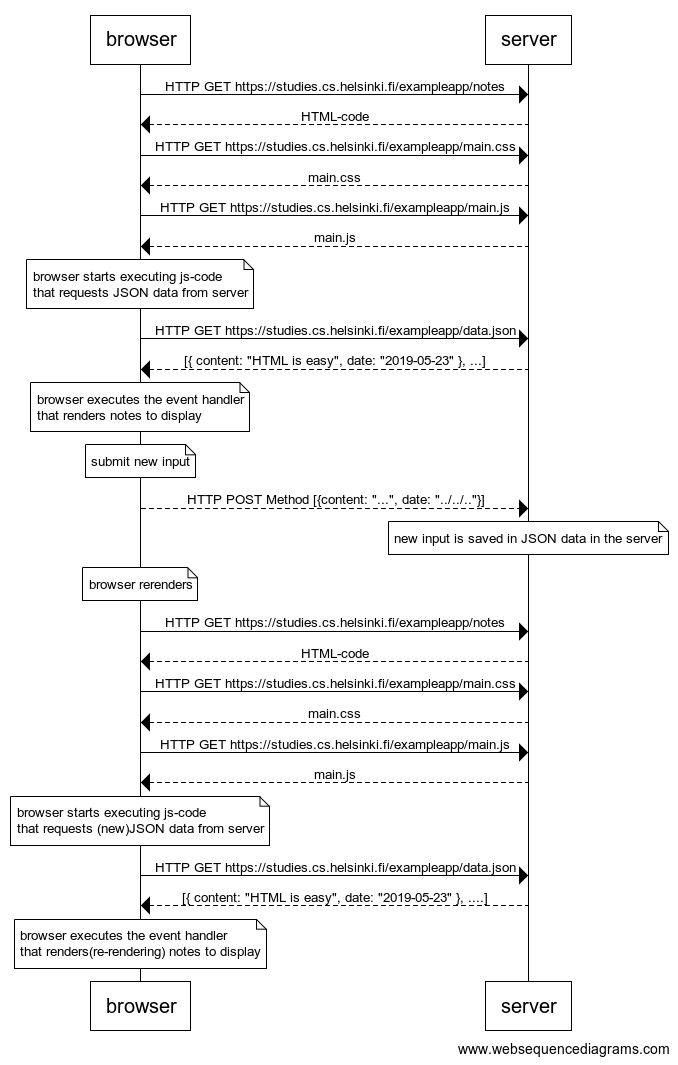 browser
server
HTTP GET https://studies.cs.helsinki.fi/exampleapp/notes
HTML-code
HTTP GET https://studies.cs.helsinki.fi/exampleapp/main.css
main.css
HTTP GET https://studies.cs.helsinki.fi/exampleapp/main.js
main.js
browser starts executing js-code
that requests JSON data from server
HTTP GET https://studies.cs.helsinki.fi/exampleapp/data.json
[{ content: "HTML is easy", date: "2019-05-23" }, ...]
browser executes the event handler
that renders notes to display
submit new input
HTTP POST Method [{content: "...", date: "../../.."}]
new input is saved in JSON data in the server
browser rerenders
HTTP GET https://studies.cs.helsinki.fi/exampleapp/notes
HTML-code
HTTP GET https://studies.cs.helsinki.fi/exampleapp/main.css
main.css
HTTP GET https://studies.cs.helsinki.fi/exampleapp/main.js
main.js
browser starts executing js-code
that requests (new)JSON data from server
HTTP GET https://studies.cs.helsinki.fi/exampleapp/data.json
[{ content: "HTML is easy", date: "2019-05-23" }, ....]
browser executes the event handler
that renders(re-rendering) notes to display
browser
server
www.websequencediagrams.com